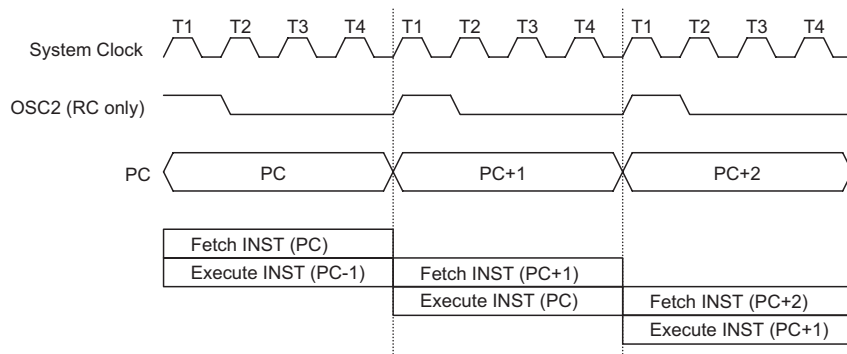 T1 T2 T3 T4 T1 T2 T3 T4 T1 T2 T3 T4
System Clock
OSC2 (RC only)
PC PC PC+1 PC+2
Fetch INST (PC)
Execute INST (PC-1) Fetch INST (PC+1)
Execute INST (PC) Fetch INST (PC+2)
Execute INST (PC+1)